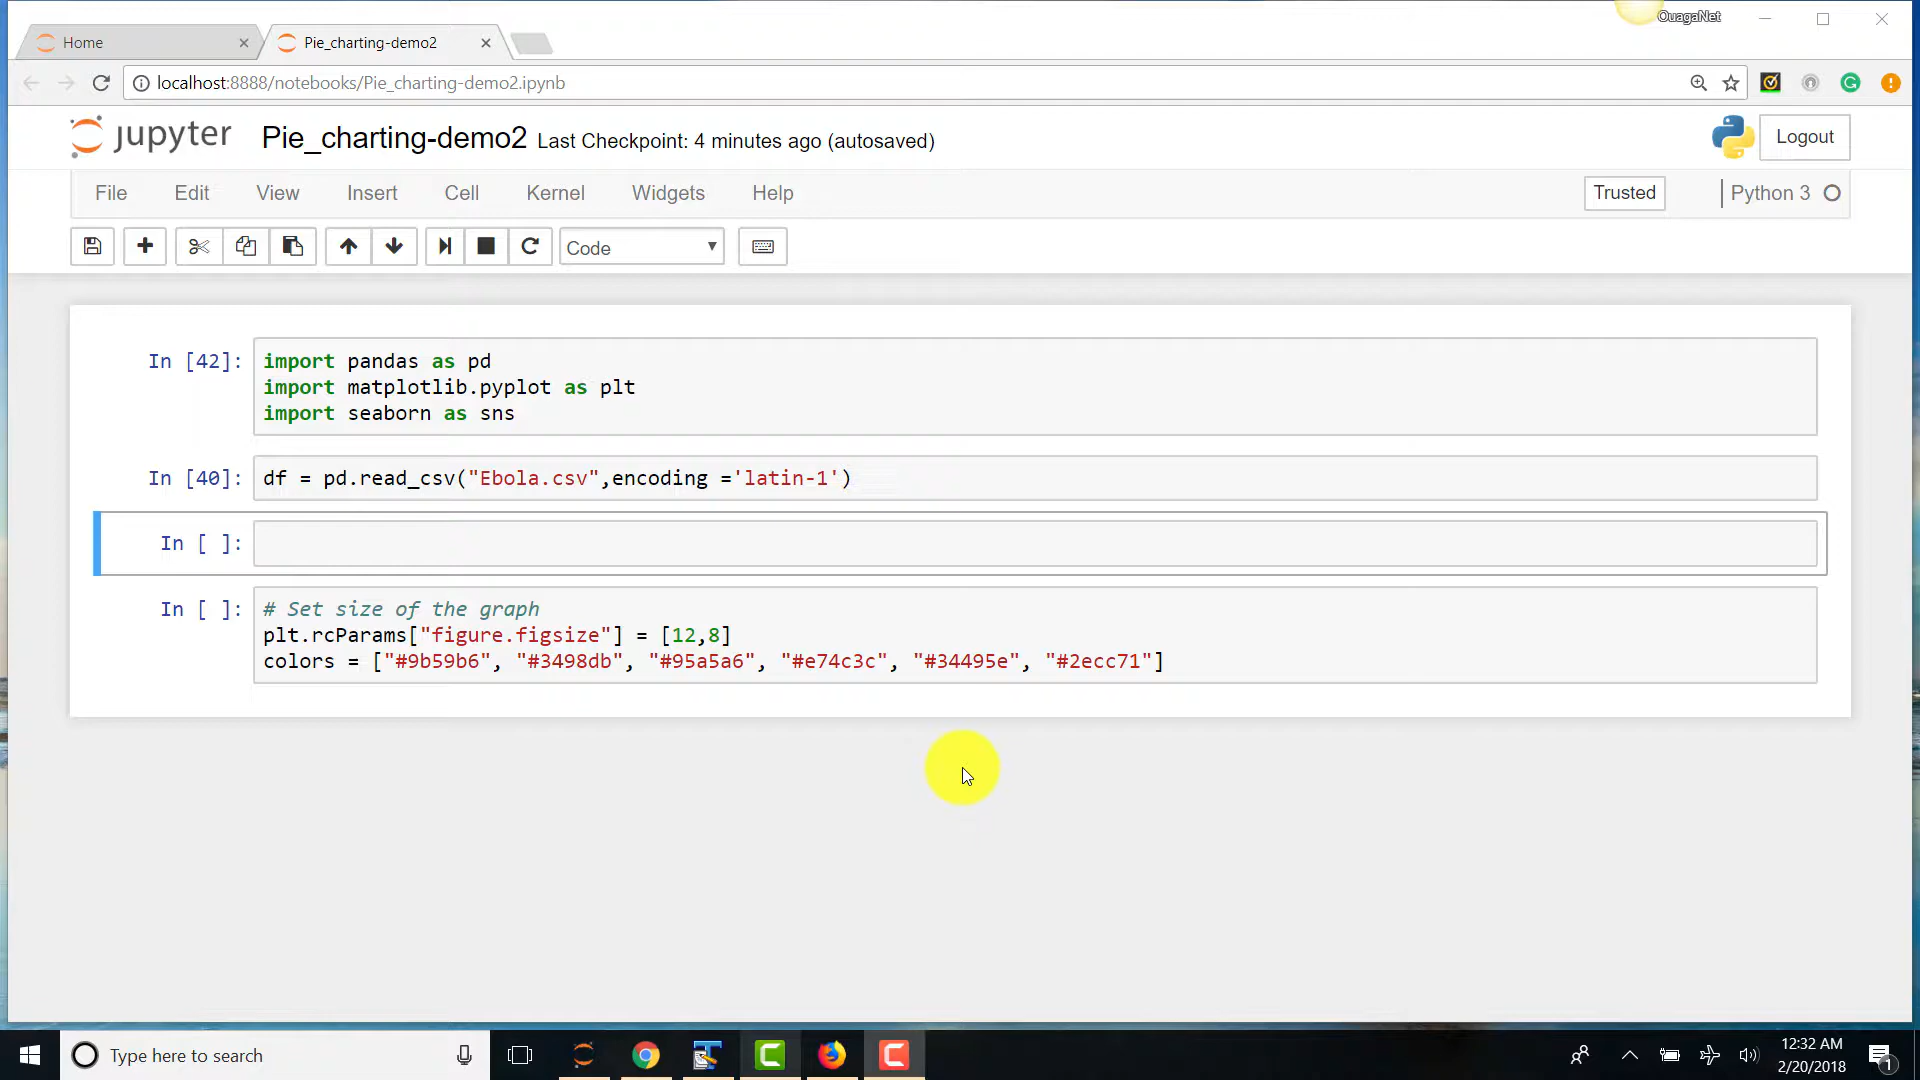 OuagaNet
Home
Pie_charting-demo2
localhost:8888/notebooks/Pie_charting-demo2.ipynb
jupyter Pie_charting-demo2 Last Checkpoint: 4 minutes ago (autosaved)
Logout
File Edit View Insert Cell Kernel Widgets Help
Trusted
Python 3
Code
In [42]: import pandas as pd
import matplotlib.pyplot as plt
import seaborn as sns
In [40]: df = pd.read_csv("Ebola.csv",encoding ='latin-1')
In [ ]:
In [ ]: # Set size of the graph
plt.rcParams["figure.figsize"] = [12,8]
colors = ["#9b59b6", "#3498db", "#95a5a6", "#e74c3c", "#34495e", "#2ecc71"]
Type here to search
12:32 AM
2/20/2018
1